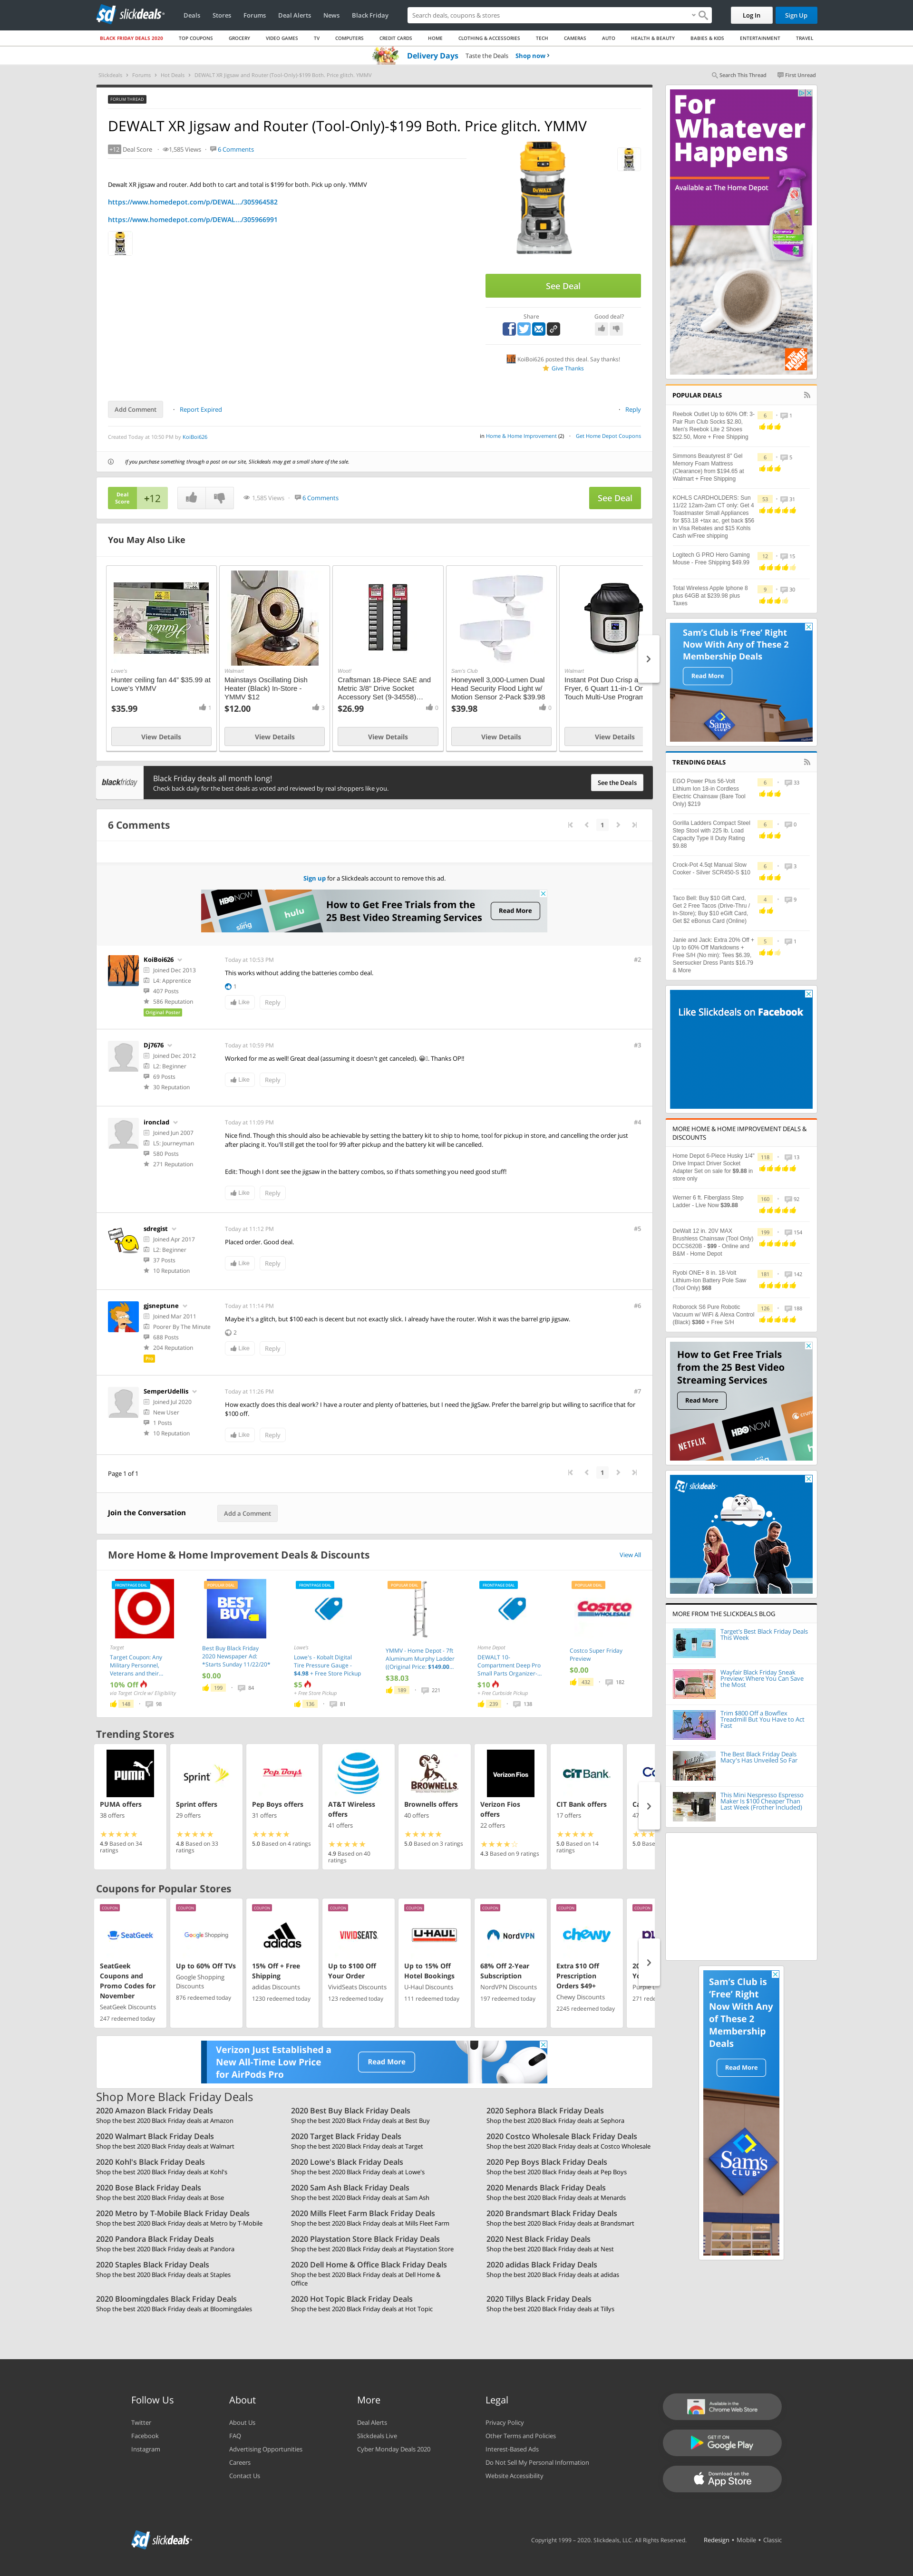 slickdeals
Deals
Stores
Forums
Deal Alerts
News
Black Friday
Search deals, coupons & stores
Log In
Sign Up
BLACK FRIDAY DEALS 2020
TOP COUPONS
GROCERY
VIDEO GAMES
TV
COMPUTERS
CREDIT CARDS
HOME
CLOTHING & ACCESSORIES
TECH
CAMERAS
AUTO
HEALTH & BEAUTY
BABIES & KIDS
ENTERTAINMENT
TRAVEL
Delivery Days
Taste the Deals
Shop now ›
Slickdeals › Forums › Hot Deals › DEWALT XR Jigsaw and Router (Tool-Only)-$199 Both. Price glitch. YMMV
Search This Thread
First Unread
FORUM THREAD
DEWALT XR Jigsaw and Router (Tool-Only)-$199 Both. Price glitch. YMMV
+12 Deal Score
1,585 Views
6 Comments
Dewalt XR jigsaw and router. Add both to cart and total is $199 for both. Pick up only. YMMV
https://www.homedepot.com/p/DEWAL.../305964582
https://www.homedepot.com/p/DEWAL.../305966991
See Deal
Share
Good deal?
KoiBoi626 posted this deal. Say thanks!
Give Thanks
Add Comment
Report Expired
Reply
Created Today at 10:50 PM by KoiBoi626
in Home & Home Improvement (2)
Get Home Depot Coupons
If you purchase something through a post on our site, Slickdeals may get a small share of the sale.
Deal Score
+12
1,585 Views
6 Comments
See Deal
You May Also Like
Lowe's
Hunter ceiling fan 44" $35.99 at Lowe's YMMV
$35.99
1
View Details
Walmart
Mainstays Oscillating Dish Heater (Black) In-Store - YMMV $12
$12.00
3
View Details
Woot!
Craftsman 18-Piece SAE and Metric 3/8" Drive Socket Accessory Set (9-34558)...
$26.99
0
View Details
Sam's Club
Honeywell 3,000-Lumen Dual Head Security Flood Light w/ Motion Sensor 2-Pack $39.98
$39.98
0
View Details
Walmart
Instant Pot Duo Crisp a
Fryer, 6 Quart 11-in-1 Or
Touch Multi-Use Program
View Details
blackfriday
Black Friday deals all month long!
Check back daily for the best deals as voted and reviewed by real shoppers like you.
See the Deals
6 Comments
1
Sign up for a Slickdeals account to remove this ad.
HBO NOW
sling
hulu
How to Get Free Trials from the
25 Best Video Streaming Services
Read More
KoiBoi626
Joined Dec 2013
L4: Apprentice
407 Posts
586 Reputation
Original Poster
Today at 10:53 PM
#2
This works without adding the batteries combo deal.
1
Like
Reply
Dj7676
Joined Dec 2012
L2: Beginner
69 Posts
30 Reputation
Today at 10:59 PM
#3
Worked for me as well! Great deal (assuming it doesn't get canceled). Thanks OP!!
Like
Reply
ironclad
Joined Jun 2007
L5: Journeyman
580 Posts
271 Reputation
Today at 11:09 PM
#4
Nice find. Though this should also be achievable by setting the battery kit to ship to home, tool for pickup in store, and cancelling the order just
after placing it. You'll still get the tool for 99 after pickup and the battery kit will be cancelled.
Edit: Though I dont see the jigsaw in the battery combos, so if thats something you need good stuff!
Like
Reply
sdregist
Joined Apr 2017
L2: Beginner
37 Posts
10 Reputation
Today at 11:12 PM
#5
Placed order. Good deal.
Like
Reply
gjsneptune
Joined Mar 2011
Poorer By The Minute
688 Posts
204 Reputation
Pro
Today at 11:14 PM
#6
Maybe it's a glitch, but $100 each is decent but not exactly slick. I already have the router. Wish it was the barrel grip jigsaw.
2
Like
Reply
SemperUdellis
Joined Jul 2020
New User
1 Posts
10 Reputation
Today at 11:26 PM
#7
How exactly does this deal work? I have a router and plenty of batteries, but I need the JigSaw. Prefer the barrel grip but willing to sacrifice that for
$100 off.
Like
Reply
Page 1 of 1
1
Join the Conversation
Add a Comment
More Home & Home Improvement Deals & Discounts
View All
FRONTPAGE DEAL
Target
Target Coupon: Any Military Personnel, Veterans and their...
10% Off
via Target Circle w/ Eligibility
148
98
POPULAR DEAL
BEST BUY
Best Buy Black Friday 2020 Newspaper Ad: *Starts Sunday 11/22/20*
$0.00
199
84
FRONTPAGE DEAL
Lowe's
Lowe's - Kobalt Digital Tire Pressure Gauge - $4.98 + Free Store Pickup
$5
+ Free Store Pickup
136
81
POPULAR DEAL
YMMV - Home Depot - 7ft Aluminum Murphy Ladder ((Original Price: $149.00...
$38.03
189
221
FRONTPAGE DEAL
Home Depot
DEWALT 10-Compartment Deep Pro Small Parts Organizer-...
$10
+ Free Curbside Pickup
239
138
POPULAR DEAL
COSTCO WHOLESALE
Costco Super Friday Preview
$0.00
432
182
Trending Stores
PUMA
PUMA offers
38 offers
4.9 Based on 34 ratings
Sprint
Sprint offers
29 offers
4.8 Based on 33 ratings
Pep Boys
Pep Boys offers
31 offers
5.0 Based on 4 ratings
AT&T
AT&T Wireless offers
41 offers
4.9 Based on 40 ratings
BROWNELLS
Brownells offers
40 offers
5.0 Based on 3 ratings
Verizon Fios
Verizon Fios offers
22 offers
4.3 Based on 9 ratings
CIT Bank
CIT Bank offers
17 offers
5.0 Based on 14 ratings
Ca
47
5.0 Base
Coupons for Popular Stores
COUPON
SeatGeek
SeatGeek Coupons and Promo Codes for November
SeatGeek Discounts
247 redeemed today
COUPON
Google Shopping
Up to 60% Off TVs
Google Shopping Discounts
876 redeemed today
COUPON
adidas
15% Off + Free Shipping
adidas Discounts
1230 redeemed today
COUPON
VIVIDSEATS
Up to $100 Off Your Order
VividSeats Discounts
123 redeemed today
COUPON
U-HAUL
Up to 15% Off Hotel Bookings
U-Haul Discounts
111 redeemed today
COUPON
NordVPN
68% Off 2-Year Subscription
NordVPN Discounts
197 redeemed today
COUPON
chewy
Extra $10 Off Prescription Orders $49+
Chewy Discounts
2245 redeemed today
COUPON
271 rede
Verizon Just Established a
New All-Time Low Price
for AirPods Pro
Read More
Shop More Black Friday Deals
2020 Amazon Black Friday Deals
Shop the best 2020 Black Friday deals at Amazon
2020 Best Buy Black Friday Deals
Shop the best 2020 Black Friday deals at Best Buy
2020 Sephora Black Friday Deals
Shop the best 2020 Black Friday deals at Sephora
2020 Walmart Black Friday Deals
Shop the best 2020 Black Friday deals at Walmart
2020 Target Black Friday Deals
Shop the best 2020 Black Friday deals at Target
2020 Costco Wholesale Black Friday Deals
Shop the best 2020 Black Friday deals at Costco Wholesale
2020 Kohl's Black Friday Deals
Shop the best 2020 Black Friday deals at Kohl's
2020 Lowe's Black Friday Deals
Shop the best 2020 Black Friday deals at Lowe's
2020 Pep Boys Black Friday Deals
Shop the best 2020 Black Friday deals at Pep Boys
2020 Bose Black Friday Deals
Shop the best 2020 Black Friday deals at Bose
2020 Sam Ash Black Friday Deals
Shop the best 2020 Black Friday deals at Sam Ash
2020 Menards Black Friday Deals
Shop the best 2020 Black Friday deals at Menards
2020 Metro by T-Mobile Black Friday Deals
Shop the best 2020 Black Friday deals at Metro by T-Mobile
2020 Mills Fleet Farm Black Friday Deals
Shop the best 2020 Black Friday deals at Mills Fleet Farm
2020 Brandsmart Black Friday Deals
Shop the best 2020 Black Friday deals at Brandsmart
2020 Pandora Black Friday Deals
Shop the best 2020 Black Friday deals at Pandora
2020 Playstation Store Black Friday Deals
Shop the best 2020 Black Friday deals at Playstation Store
2020 Nest Black Friday Deals
Shop the best 2020 Black Friday deals at Nest
2020 Staples Black Friday Deals
Shop the best 2020 Black Friday deals at Staples
2020 Dell Home & Office Black Friday Deals
Shop the best 2020 Black Friday deals at Dell Home & Office
2020 adidas Black Friday Deals
Shop the best 2020 Black Friday deals at adidas
2020 Bloomingdales Black Friday Deals
Shop the best 2020 Black Friday deals at Bloomingdales
2020 Hot Topic Black Friday Deals
Shop the best 2020 Black Friday deals at Hot Topic
2020 Tillys Black Friday Deals
Shop the best 2020 Black Friday deals at Tillys
For
Whatever
Happens
Available at The Home Depot
POPULAR DEALS
Reebok Outlet Up to 60% Off: 3-Pair Run Club Socks $2.80, Men's Reebok Lite 2 Shoes $22.50, More + Free Shipping
6
1
Simmons Beautyrest 8" Gel Memory Foam Mattress (Clearance) from $194.65 at Walmart + Free Shipping
6
5
KOHLS CARDHOLDERS: Sun 11/22 12am-2am CT only: Get 4 Toastmaster Small Appliances for $53.18 +tax ac, get back $56 in Visa Rebates and $15 Kohls Cash w/Free shipping
53
31
Logitech G PRO Hero Gaming Mouse - Free Shipping $49.99
12
15
Total Wireless Apple Iphone 8 plus 64GB at $239.98 plus Taxes
9
30
Sam's Club is 'Free' Right
Now With Any of These 2
Membership Deals
Read More
TRENDING DEALS
EGO Power Plus 56-Volt Lithium Ion 18-in Cordless Electric Chainsaw (Bare Tool Only) $219
6
33
Gorilla Ladders Compact Steel Step Stool with 225 lb. Load Capacity Type II Duty Rating $9.88
6
0
Crock-Pot 4.5qt Manual Slow Cooker - Silver SCR450-S $10
6
3
Taco Bell: Buy $10 Gift Card, Get 2 Free Tacos (Drive-Thru / In-Store); Buy $10 eGift Card, Get $2 eBonus Card (Online)
4
9
Janie and Jack: Extra 20% Off + Up to 60% Off Markdowns + Free S/H (No min): Tees $6.39, Seersucker Dress Pants $16.79 & More
5
1
Like Slickdeals on Facebook
MORE HOME & HOME IMPROVEMENT DEALS & DISCOUNTS
Home Depot 6-Piece Husky 1/4" Drive Impact Driver Socket Adapter Set on sale for $9.88 in store only
118
13
Werner 6 ft. Fiberglass Step Ladder - Live Now $39.88
160
92
DeWalt 12 in. 20V MAX Brushless Chainsaw (Tool Only) DCCS620B - $99 - Online and B&M - Home Depot
199
154
Ryobi ONE+ 8 in. 18-Volt Lithium-Ion Battery Pole Saw (Tool Only) $68
181
142
Roborock S6 Pure Robotic Vacuum w/ WiFi & Alexa Control (Black) $360 + Free S/H
126
188
How to Get Free Trials
from the 25 Best Video
Streaming Services
Read More
NETFLIX
HBO NOW
slickdeals
MORE FROM THE SLICKDEALS BLOG
Target's Best Black Friday Deals This Week
Wayfair Black Friday Sneak Preview: Where You Can Save the Most
Trim $800 Off a Bowflex Treadmill But You Have to Act Fast
The Best Black Friday Deals Macy's Has Unveiled So Far
This Mini Nespresso Espresso Maker Is $100 Cheaper Than Last Week (Frother Included)
Sam's Club is
'Free' Right
Now With Any
of These 2
Membership
Deals
Read More
Sam's CLUB
Follow Us
Twitter
Facebook
Instagram
About
About Us
FAQ
Advertising Opportunities
Careers
Contact Us
More
Deal Alerts
Slickdeals Live
Cyber Monday Deals 2020
Legal
Privacy Policy
Other Terms and Policies
Interest-Based Ads
Do Not Sell My Personal Information
Website Accessibility
Available in the Chrome Web Store
GET IT ON Google Play
Download on the App Store
slickdeals
Copyright 1999 - 2020. Slickdeals, LLC. All Rights Reserved.
Redesign • Mobile • Classic